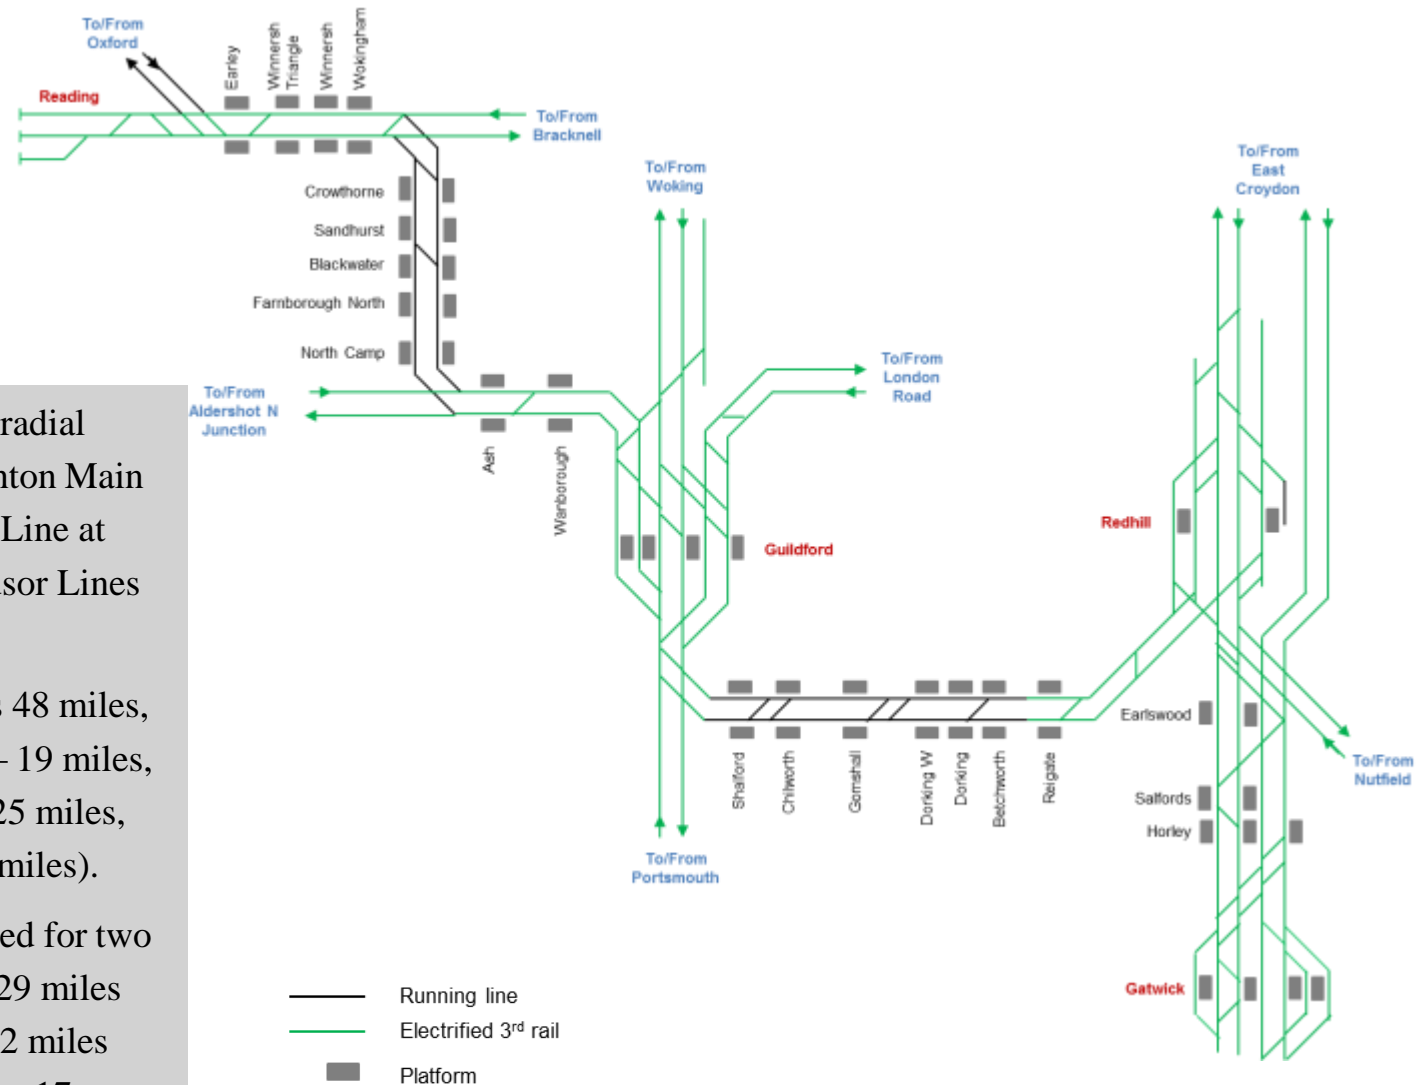 To/From
Oxford
Earley
Winnersh
Triangle
Winnersh
Wokingham
Reading
To/From
Bracknell
To/From
Woking
To/From
East
Croydon
Crowthorne
Sandhurst
Blackwater
Farnborough North
North Camp
To/From
London
Road
To/From
Aldershot N
Junction
Ash
Wanborough
Guildford
Redhill
radial
nton Main
Line at
sor Lines
s 48 miles,
– 19 miles,
25 miles,
miles).
ed for two
29 miles
2 miles
17
Shalford
Chilworth
Gomshall
Dorking W
Dorking
Betchworth
Reigate
Earlswood
To/From
Nutfield
Salfords
Horley
To/From
Portsmouth
Gatwick
Running line
Electrified 3rd rail
Platform